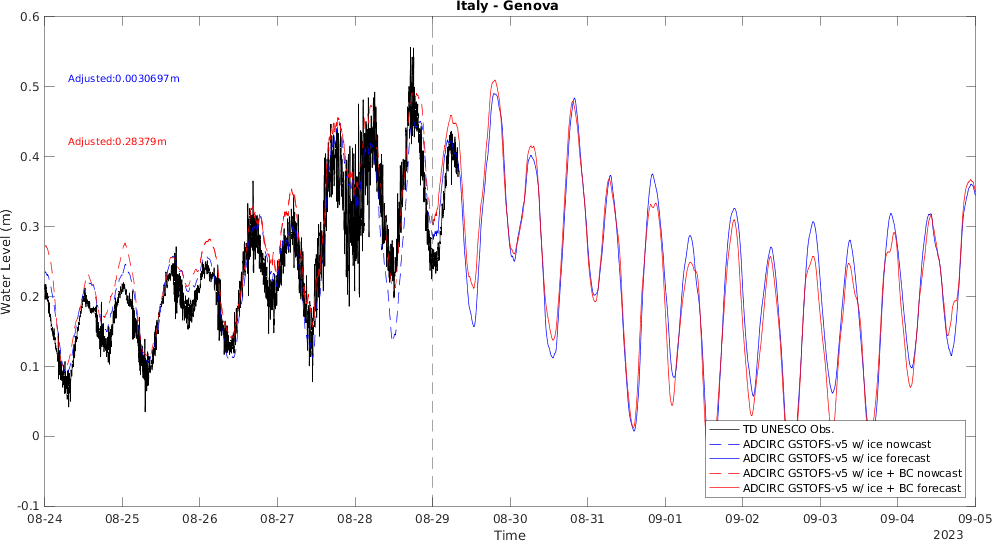 Italy - Genova
0.6
0.5
0.4
0.3
0.2
0.1
0
-0.1
Water Level (m)
Adjusted:0.0030697m
Adjusted:0.28379m
TD UNESCO Obs.
ADCIRC GSTOFS-v5 w/ ice nowcast
ADCIRC GSTOFS-v5 w/ ice forecast
ADCIRC GSTOFS-v5 w/ ice + BC nowcast
ADCIRC GSTOFS-v5 w/ ice + BC forecast
08-24 08-25 08-26 08-27 08-28 08-29 08-30 08-31 09-01 09-02 09-03 09-04 09-05
Time
2023